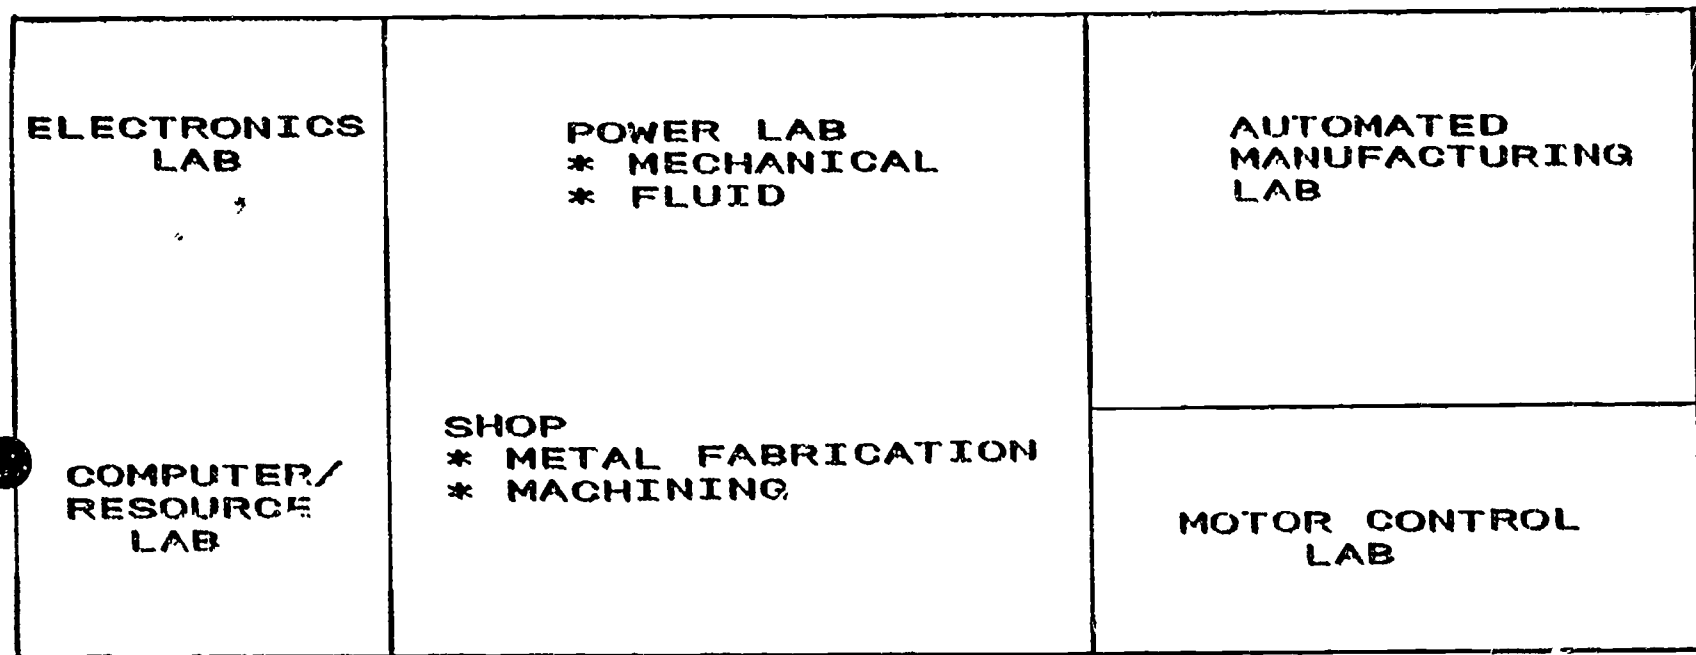 ELECTRONICS
LAB
COMPUTER/
RESOURCE
LAB
POWER LAB
* MECHANICAL
* FLUID
SHOP
* METAL FABRICATION
* MACHINING
AUTOMATED
MANUFACTURING
LAB
MOTOR CONTROL
LAB